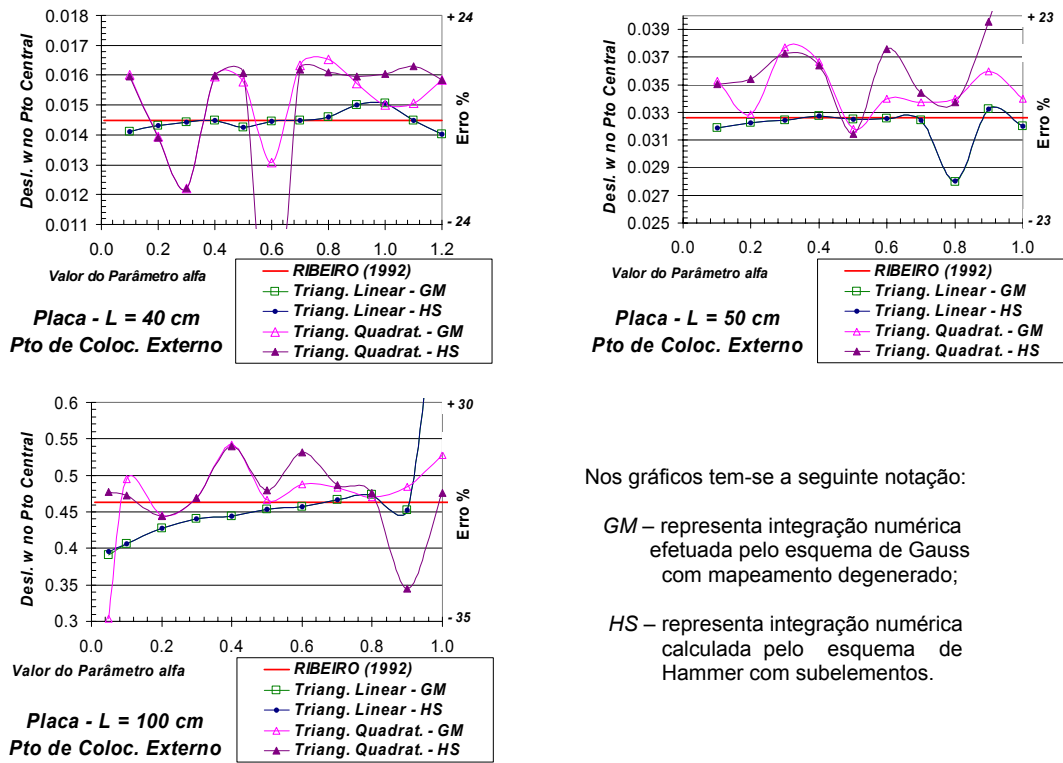 0.018
0.017
0.016
0.015
0.014
0.013
0.012
0.011
0.0 0.2 0.4 0.6 0.8 1.0 1.2
Desl. w no Pto Central
+ 24
Erro %
- 24
Valor do Parâmetro alfa
RIBEIRO (1992)
Triang. Linear - GM
Triang. Linear - HS
Triang. Quadrat. - GM
Triang. Quadrat. - HS
Placa - L = 40 cm
Pto de Coloc. Externo
0.039
0.037
0.035
0.033
0.031
0.029
0.027
0.025
0.0 0.2 0.4 0.6 0.8 1.0
Desl. w no Pto Central
+ 23
Erro %
- 23
Valor do Parâmetro alfa
RIBEIRO (1992)
Triang. Linear - GM
Triang. Linear - HS
Triang. Quadrat. - GM
Triang. Quadrat. - HS
Placa - L = 50 cm
Pto de Coloc. Externo
0.6
0.55
0.5
0.45
0.4
0.35
0.3
0.0 0.2 0.4 0.6 0.8 1.0
Desl. w no Pto Central
+ 30
Erro %
- 35
Valor do Parâmetro alfa
RIBEIRO (1992)
Triang. Linear - GM
Triang. Linear - HS
Triang. Quadrat. - GM
Triang. Quadrat. - HS
Placa - L = 100 cm
Pto de Coloc. Externo
Nos gráficos tem-se a seguinte notação:
GM – representa integração numérica
efetuada pelo esquema de Gauss
com mapeamento degenerado;
HS – representa integração numérica
calculada pelo esquema de
Hammer com subelementos.